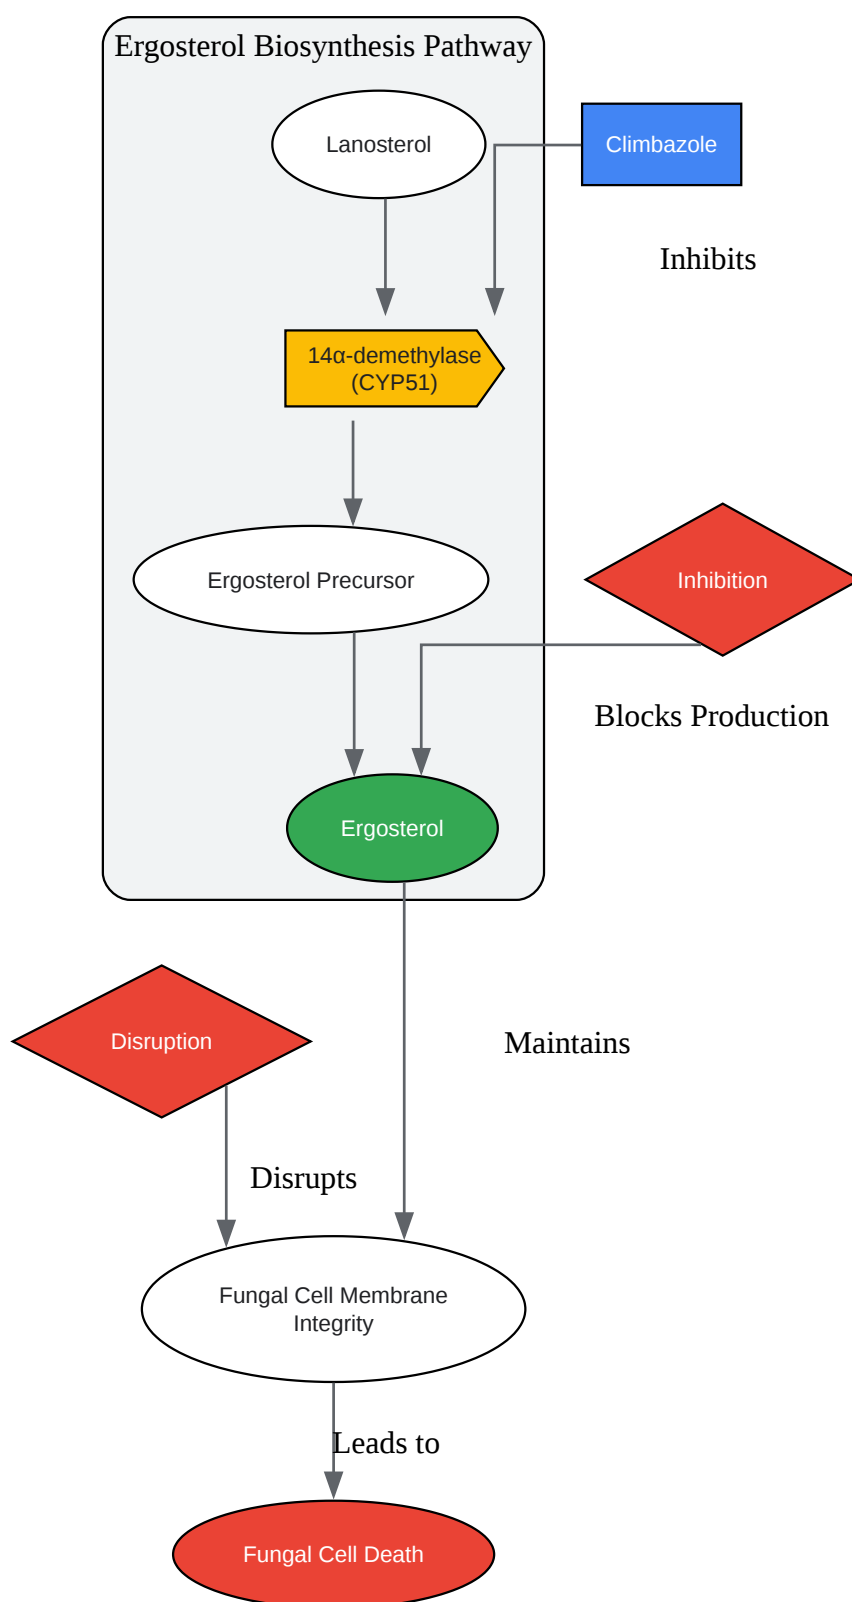 Ergosterol Biosynthesis Pathway
Lanosterol
Climbazole
Inhibits
14α-demethylase
(CYP51)
Ergosterol Precursor
Inhibition
Blocks Production
Ergosterol
Disruption
Maintains
Disrupts
Fungal Cell Membrane
Integrity
Leads to
Fungal Cell Death